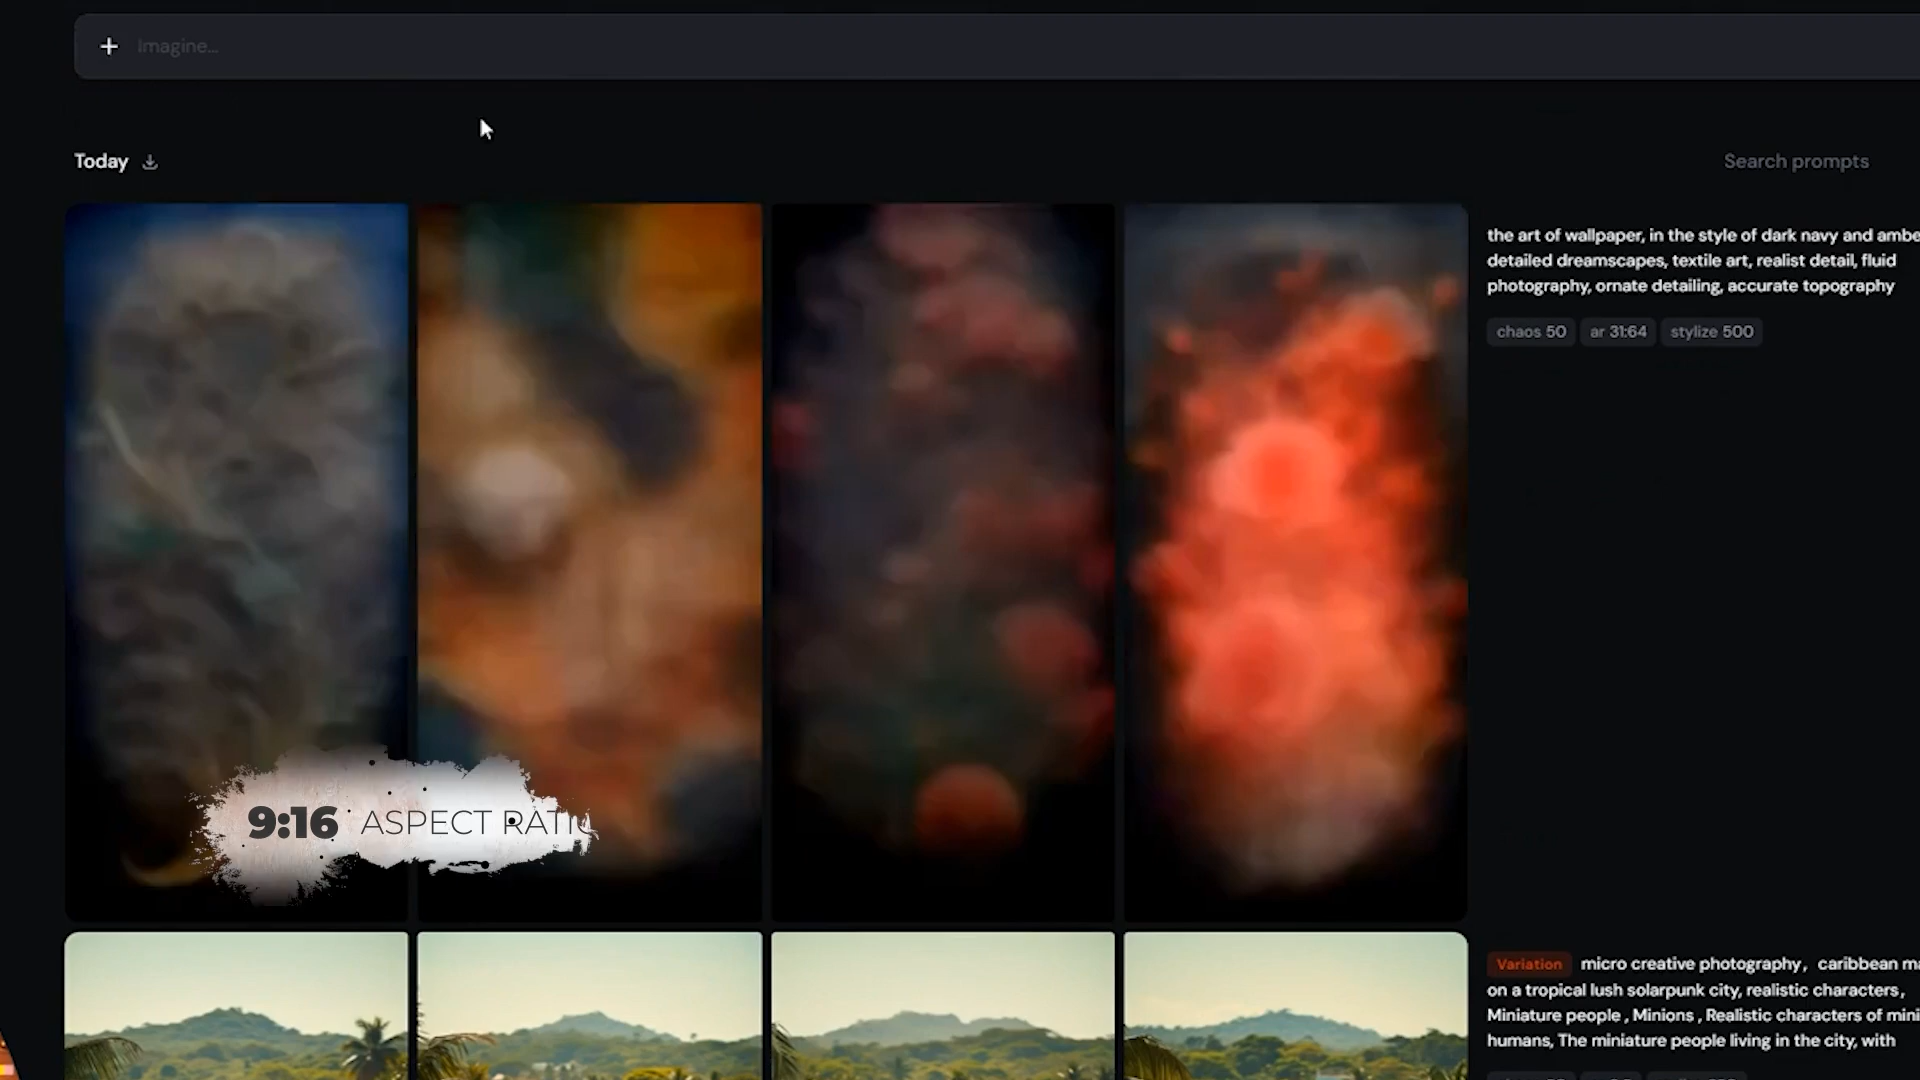 Imagine...
Today
Search prompts
the art of wallpaper, in the style of dark navy and
detailed dreamscapes, textile art, realist detail, fluid
photography, ornate detailing, accurate topography
chaos 50 ar 31:64 stylize 500
9:16 ASPECT
Variation micro creative photography, caribbean
on a tropical lush solarpunk city, realistic characters,
Miniature people, Minions, Realistic characters of
humans, The miniature people living in the city, with